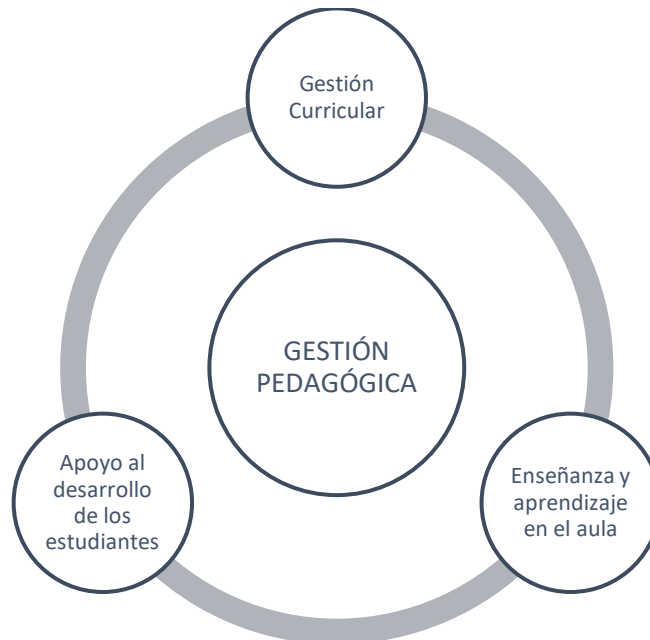 Gestión
Curricular
GESTIÓN
PEDAGÓGICA
Apoyo al
desarrollo
de los
estudiantes
Enseñanza y
aprendizaje
en el aula